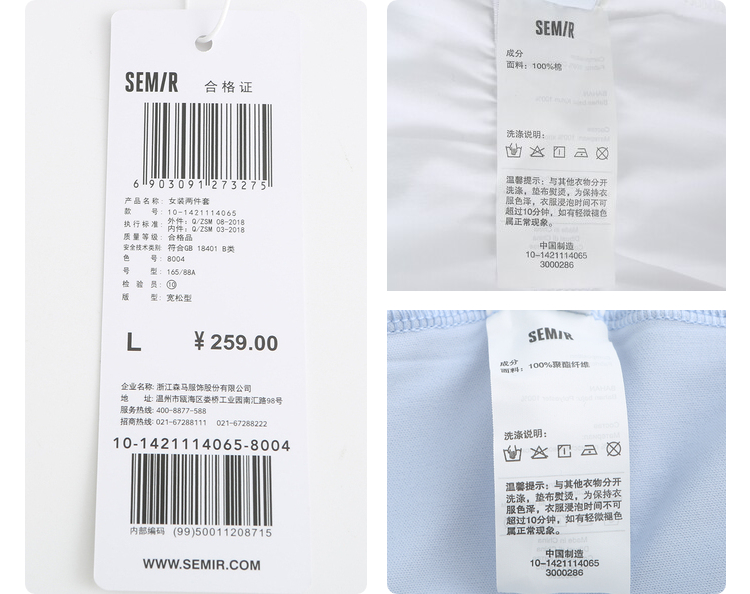 SEMIR 合格证
6 903091 273275
产品名称: 女装两件套
款 号: 10-1421114065
执行标准: 外件: Q/ZSM 08-2018
内件: Q/ZSM 03-2018
质量等级: 合格品
安全技术类别: 符合GB 18401 B类
色 号: 8004
号 型: 165/88A
检 验 员: ⑩
版 型: 宽松型
L ¥ 259.00
企业名称: 浙江森马服饰股份有限公司
地 址: 温州市瓯海区娄桥工业园南汇路98号
服务热线: 400-8877-588
招商热线: 021-67288111 021-67288222
10-1421114065-8004
内部编码 (99)50011208715
WWW.SEMIR.COM
SEMIR
成分
面料: 100%棉
洗涤说明:
温馨提示: 与其他衣物分开
洗涤, 垫布熨烫, 为保持衣
服色泽, 衣服浸泡时间不可
超过10分钟, 如有轻微褪色
属正常现象。
中国制造
10-1421114065
3000286
SEMIR
成分
面料: 100%聚酯纤维
洗涤说明:
温馨提示: 与其他衣物分开
洗涤, 垫布熨烫, 为保持衣
服色泽, 衣服浸泡时间不可
超过10分钟, 如有轻微褪色
属正常现象。
中国制造
10-1421114065
3000286